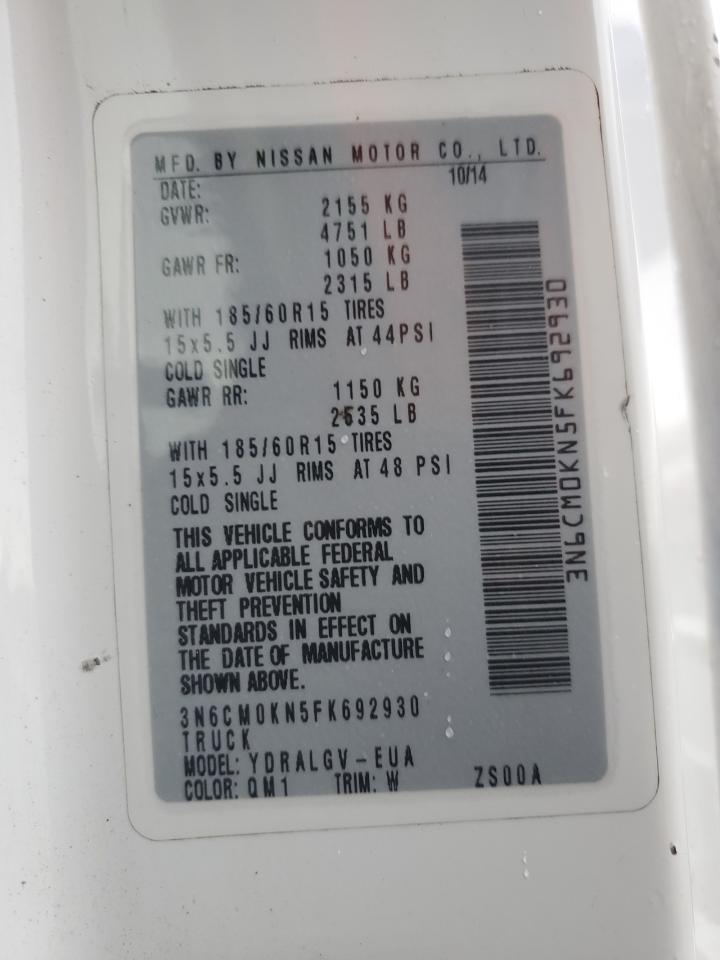 MFD. BY NISSAN MOTOR CO., LTD.
DATE: 10/14
GVWR: 2155 KG
4751 LB
GAWR FR: 1050 KG
2315 LB
WITH 185/60R15 TIRES
15x5.5 JJ RIMS AT 44PSI
COLD SINGLE
GAWR RR: 1150 KG
2535 LB
WITH 185/60R15 TIRES
15x5.5 JJ RIMS AT 48 PSI
COLD SINGLE
THIS VEHICLE CONFORMS TO
ALL APPLICABLE FEDERAL
MOTOR VEHICLE SAFETY AND
THEFT PREVENTION
STANDARDS IN EFFECT ON
THE DATE OF MANUFACTURE
SHOWN ABOVE.
3N6CM0KN5FK692930
TRUCK
MODEL: YDRALGV-EUA
COLOR: QM1 TRIM: W ZS00A
3N6CM0KN5FK692930